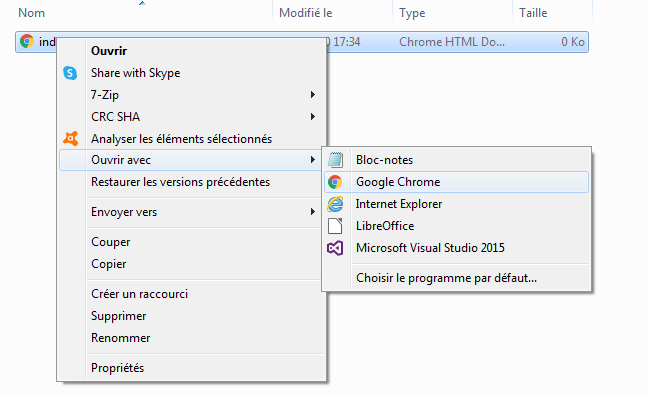 Nom Modifié le Type Taille
ind 17:34 Chrome HTML Do... 0 Ko
Ouvrir
Share with Skype
7-Zip
CRC SHA
Analyser les éléments sélectionnés
Ouvrir avec
Restaurer les versions précédentes
Envoyer vers
Couper
Copier
Créer un raccourci
Supprimer
Renommer
Propriétés
Bloc-notes
Google Chrome
Internet Explorer
LibreOffice
Microsoft Visual Studio 2015
Choisir le programme par défaut...